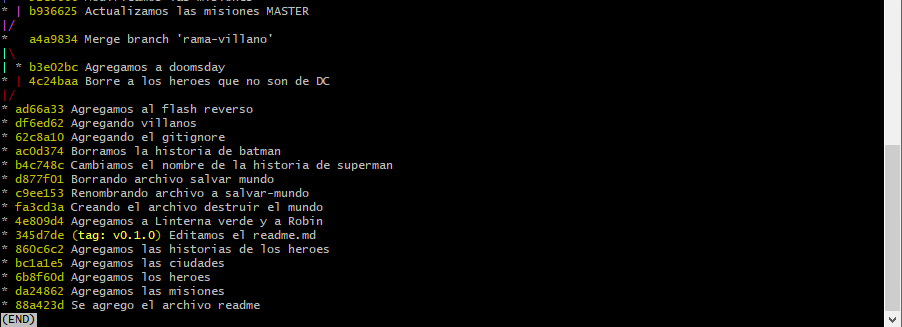 * | b936625 Actualizamos las misiones MASTER
|/
*   a4a9834 Merge branch 'rama-villano'
|\
| * b3e02bc Agregamos a doomsday
* | 4c24baa Borre a los heroes que no son de DC
|/
* ad66a33 Agregamos al flash reverso
* df6ed62 Agregando villanos
* 62c8a10 Agregando el gitignore
* ac0d374 Borramos la historia de batman
* b4c748c Cambiamos el nombre de la historia de superman
* d877f01 Borrando archivo salvar mundo
* c9ee153 Renombrando archivo a salvar-mundo
* fa3cd3a Creando el archivo destruir el mundo
* 4e809d4 Agregamos a Linterna verde y a Robin
* 345d7de (tag: v0.1.0) Editamos el readme.md
* 860c6c2 Agregamos las historias de los heroes
* bc1a1e5 Agregamos las ciudades
* 6b8f60d Agregamos los heroes
* da24862 Agregamos las misiones
* 88a423d Se agrego el archivo readme
(END)